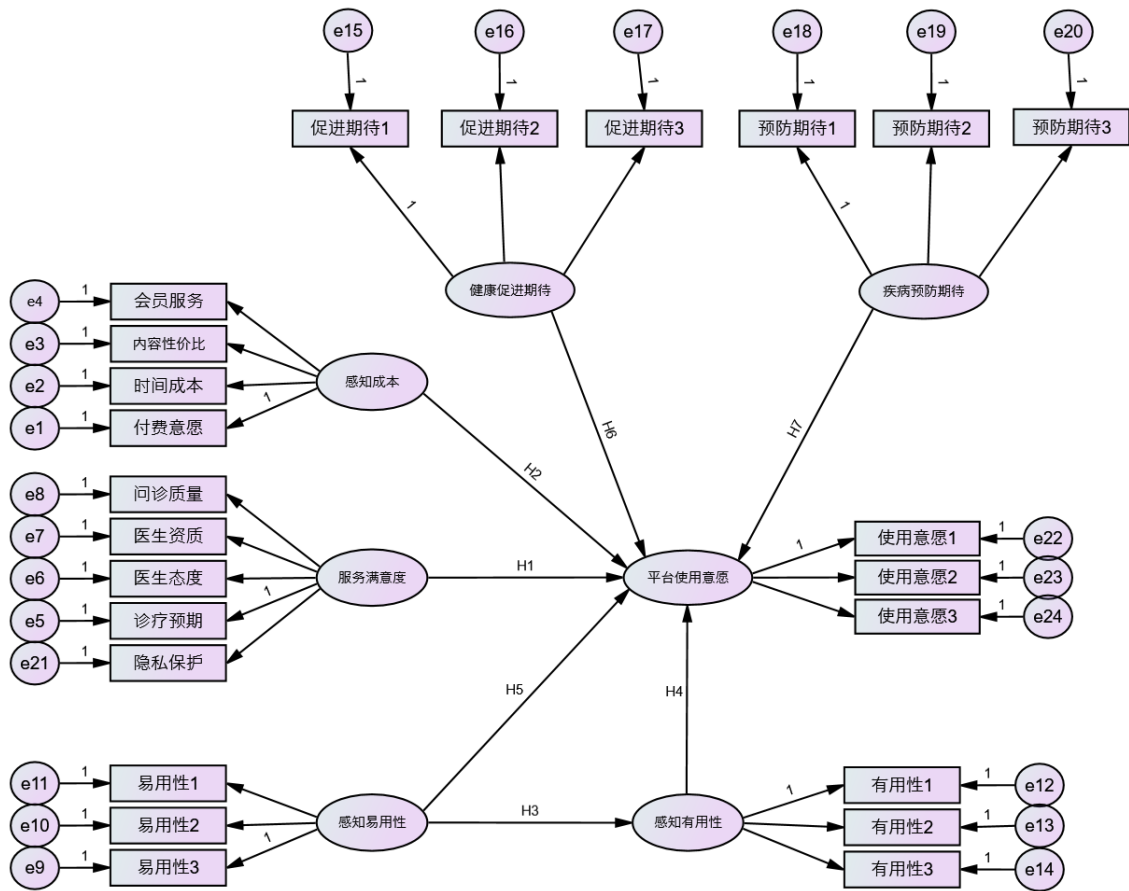 e15 e16 e17 e18 e19 e20
1 1 1 1 1 1
促进期待1 促进期待2 促进期待3 预防期待1 预防期待2 预防期待3
1 1
健康促进期待 疾病预防期待
e4 1 会员服务
e3 1 内容性价比
e2 1 时间成本
e1 1 付费意愿
1
感知成本
H2
H6
H7
e8 1 问诊质量
e7 1 医生资质
e6 1 医生态度
e5 1 诊疗预期
e21 1 隐私保护
1
服务满意度
H1
平台使用意愿
1
使用意愿1 1 e22
使用意愿2 1 e23
使用意愿3 1 e24
H5
H4
e11 1 易用性1
e10 1 易用性2
e9 1 易用性3
1
感知易用性
H3
感知有用性
1
有用性1 1 e12
有用性2 1 e13
有用性3 1 e14